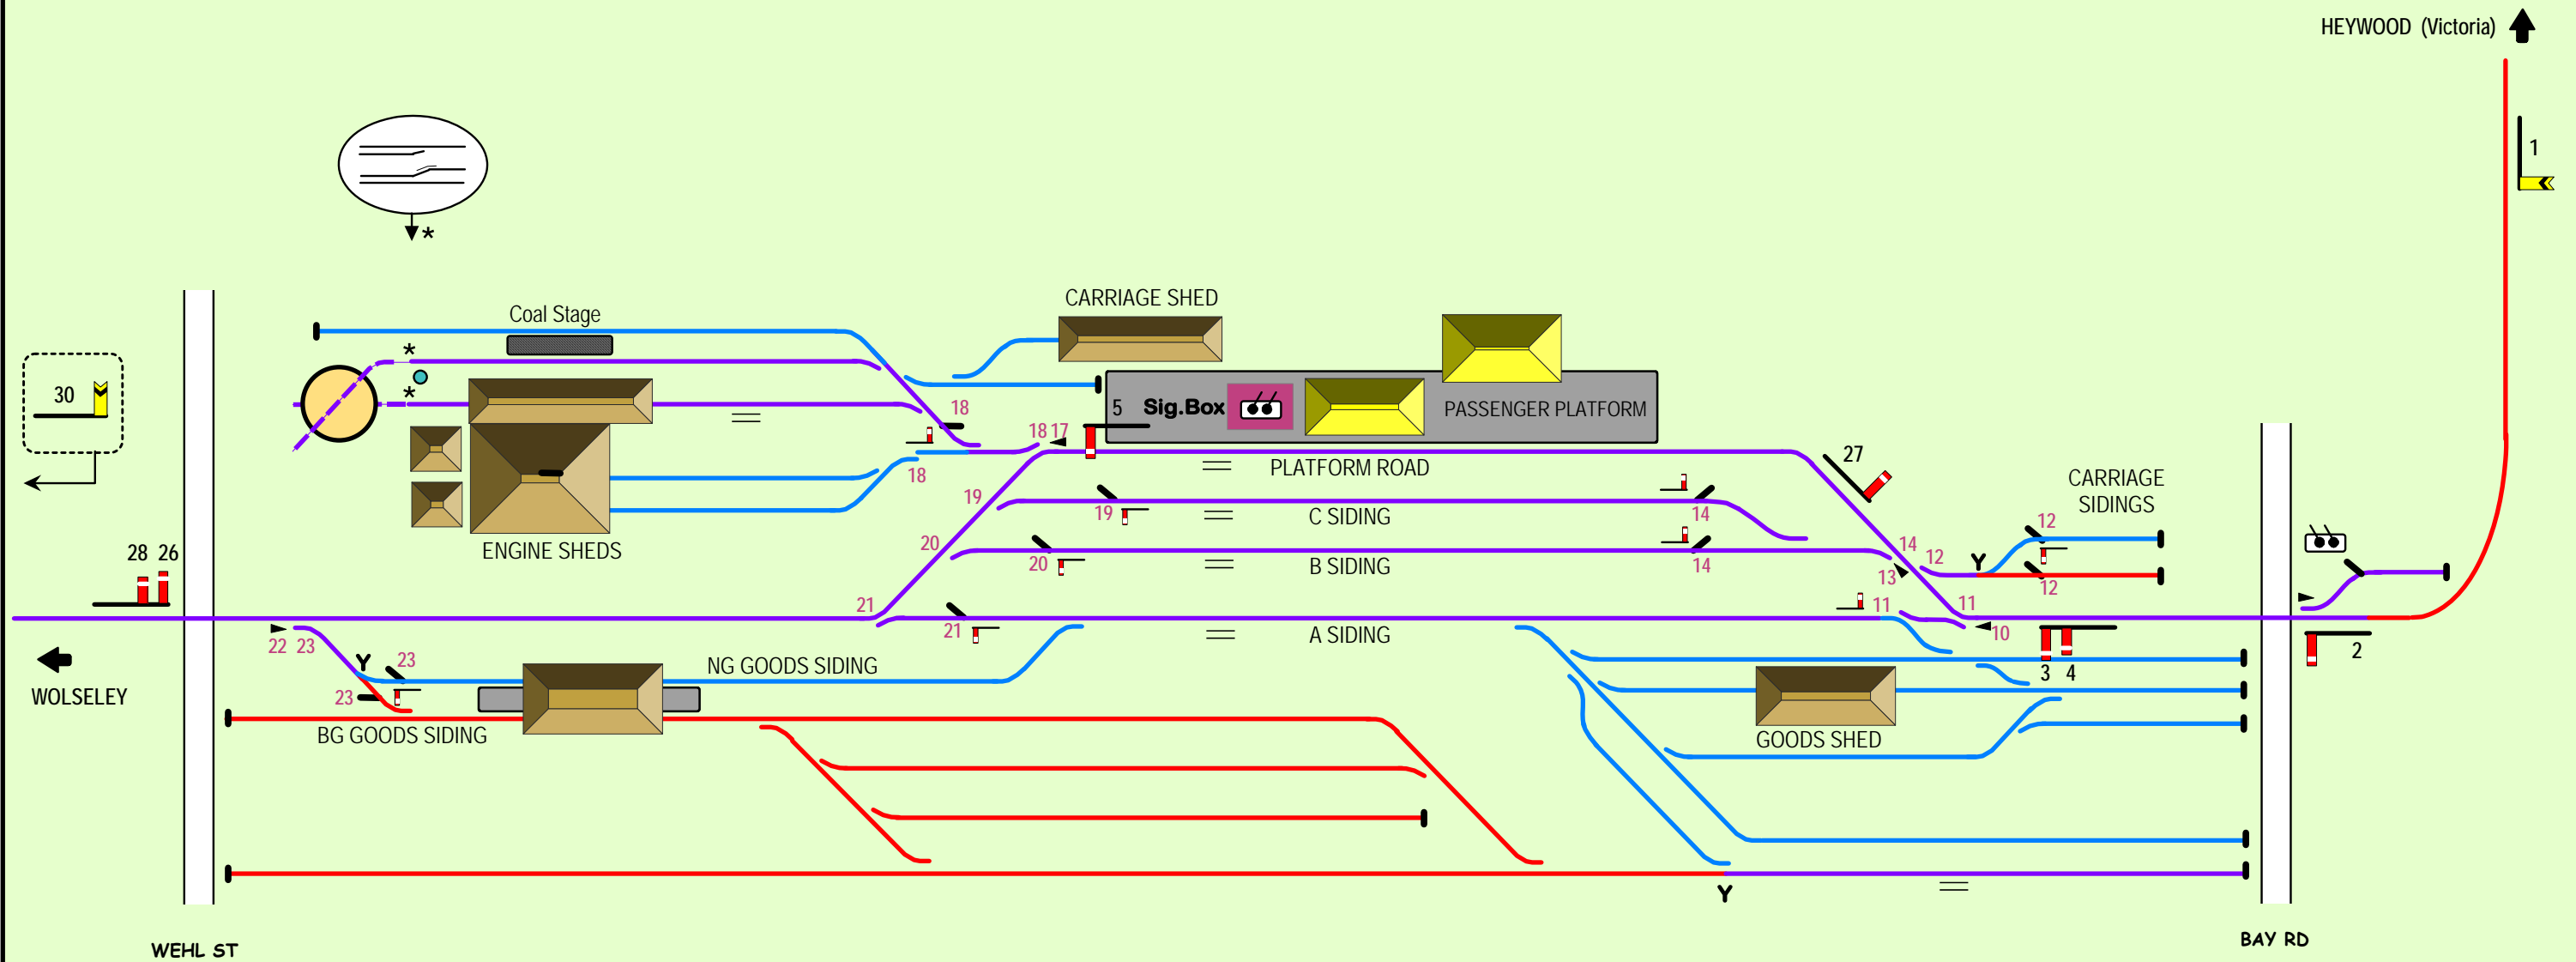 HEYWOOD (Victoria)
1
*
CARRIAGE SHED
Coal Stage
*
*
30
5
Sig.Box
PASSENGER PLATFORM
18
18 17
PLATFORM ROAD
27
CARRIAGE
SIDINGS
18
19
19
C SIDING
14
12
ENGINE SHEDS
28 26
20
20
B SIDING
14
14
12
Y
13
12
21
21
A SIDING
11
11
10
22 23
Y
23
NG GOODS SIDING
3 4
2
WOLSELEY
23
BG GOODS SIDING
GOODS SHED
Y
WEHL ST
BAY RD